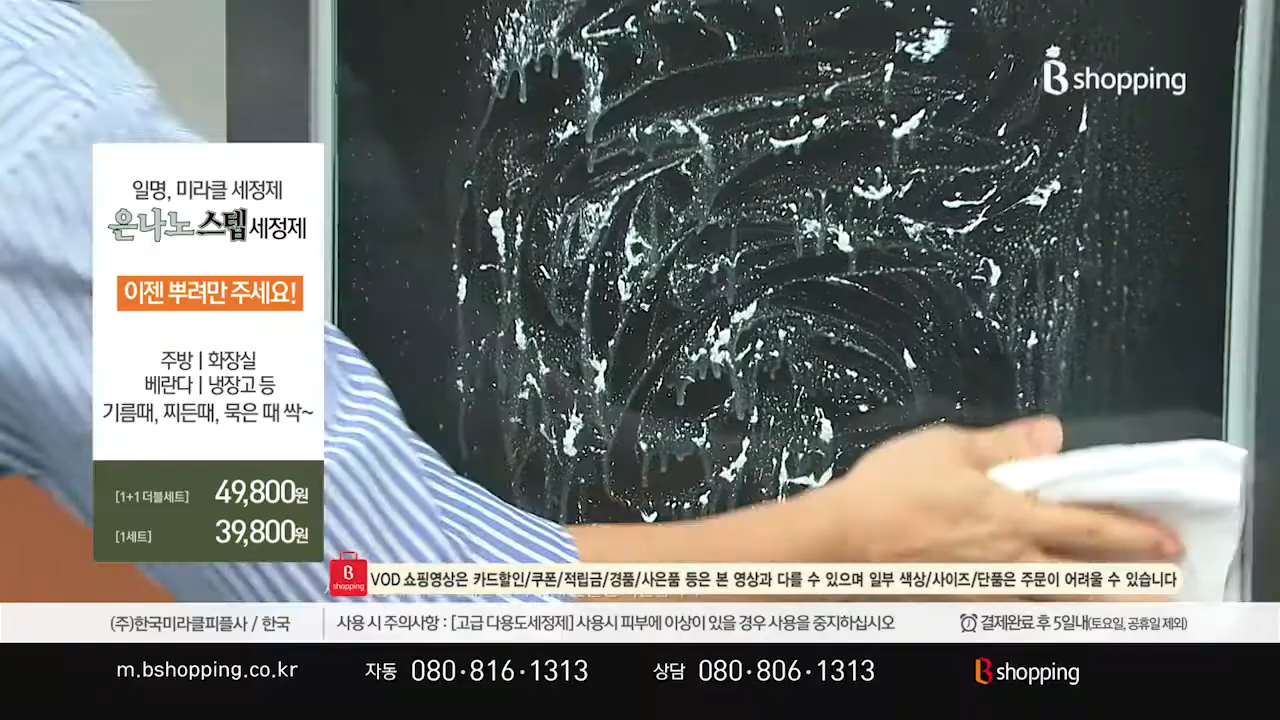 B shopping
일명, 미라클 세정제
은나노 스텝 세정제
이젠 뿌려만 주세요!
주방 | 화장실
베란다 | 냉장고 등
기름때, 찌든때, 묵은 때 싹~
[1+1 더블세트] 49,800원
[1세트] 39,800원
B shopping
VOD 쇼핑영상은 카드할인/쿠폰/적립금/경품/사은품 등은 본 영상과 다를 수 있으며 일부 색상/사이즈/단품은 주문이 어려울 수 있습니다
(주)한국미라클피플사 / 한국
사용 시 주의사항 : [고급 다용도세정제] 사용시 피부에 이상이 있을 경우 사용을 중지하십시오
결제완료 후 5일내(토요일, 공휴일 제외)
m.bshopping.co.kr
자동 080·816·1313
상담 080·806·1313
B shopping